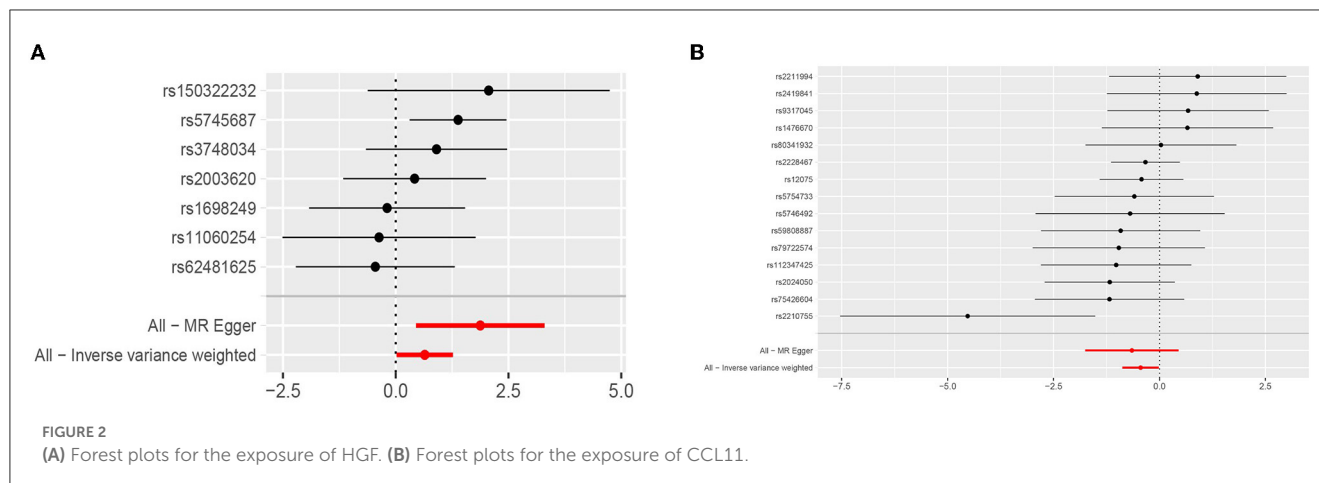 A
rs150322232
rs5745687
rs3748034
rs2003620
rs1698249
rs11060254
rs62481625
All − MR Egger
All − Inverse variance weighted
−2.5 0.0 2.5 5.0
B
rs2211994
rs2419841
rs9317045
rs1476670
rs80341932
rs2228467
rs12075
rs5754733
rs5746492
rs59808887
rs79722574
rs112347425
rs2024050
rs75426604
rs2210755
All − MR Egger
All − Inverse variance weighted
−7.5 −5.0 −2.5 0.0 2.5
FIGURE 2
(A) Forest plots for the exposure of HGF. (B) Forest plots for the exposure of CCL11.